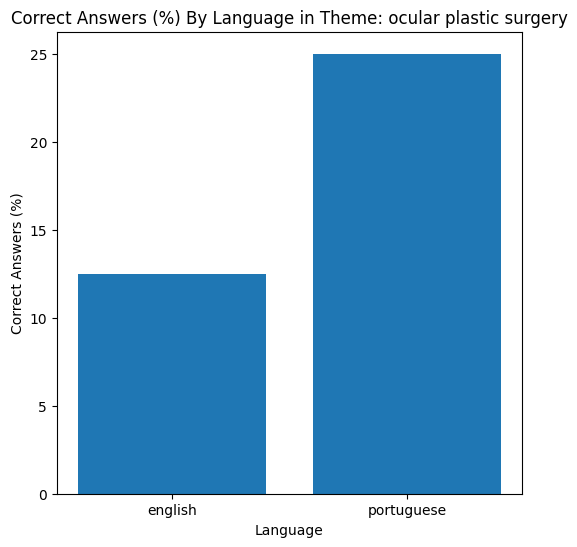 Correct Answers (%) By Language in Theme: ocular plastic surgery
Correct Answers (%)
25
20
15
10
5
0
english portuguese
Language